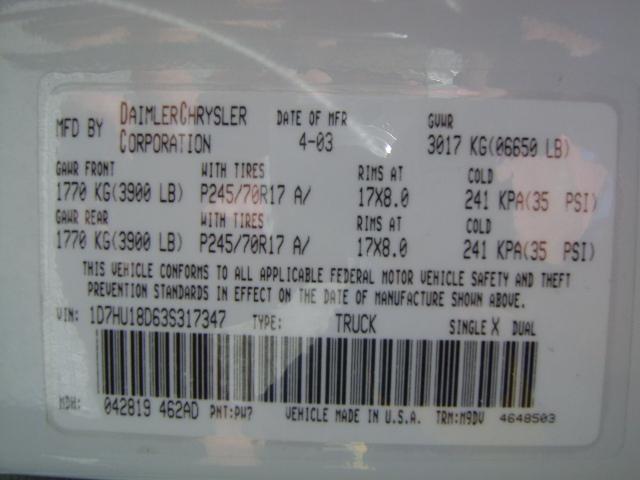 MFD BY DAIMLERCHRYSLER CORPORATION DATE OF MFR 4-03 GVWR 3017 KG(06650 LB)
GAWR FRONT WITH TIRES RIMS AT COLD
1770 KG(3900 LB) P245/70R17 A/ 17X8.0 241 KPA(35 PSI)
GAWR REAR WITH TIRES RIMS AT COLD
1770 KG(3900 LB) P245/70R17 A/ 17X8.0 241 KPA(35 PSI)
THIS VEHICLE CONFORMS TO ALL APPLICABLE FEDERAL MOTOR VEHICLE SAFETY AND THEFT
PREVENTION STANDARDS IN EFFECT ON THE DATE OF MANUFACTURE SHOWN ABOVE.
VIN: 1D7HU18D63S317347 TYPE: TRUCK SINGLE X DUAL
MDH: 042819 462AD PNT:PW7 VEHICLE MADE IN U.S.A. TRM:M9DV 4648503